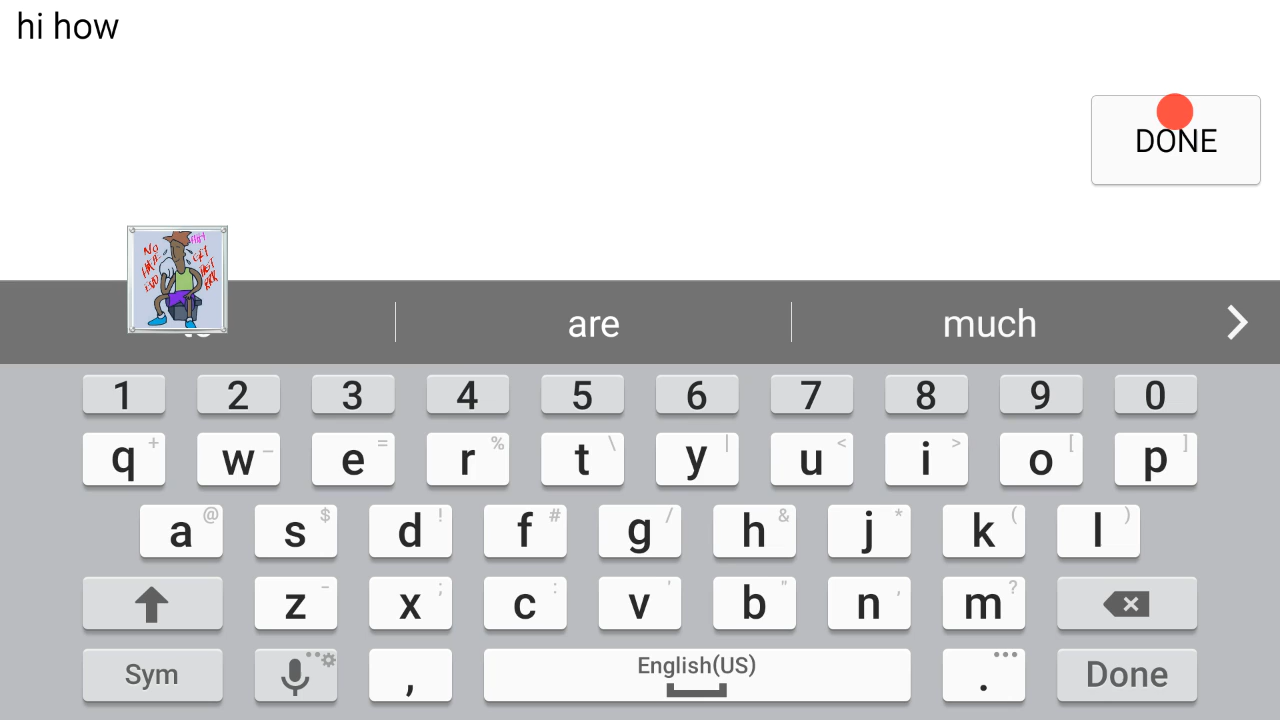 hi how
DONE
are
much
1 2 3 4 5 6 7 8 9 0
q + w – e = r % t \ y | u < i > o [ p ]
a @ s $ d ! f # g / h & j * k ( l )
z - x ; c : v ' b " n , m ?
Sym , English(US) . Done